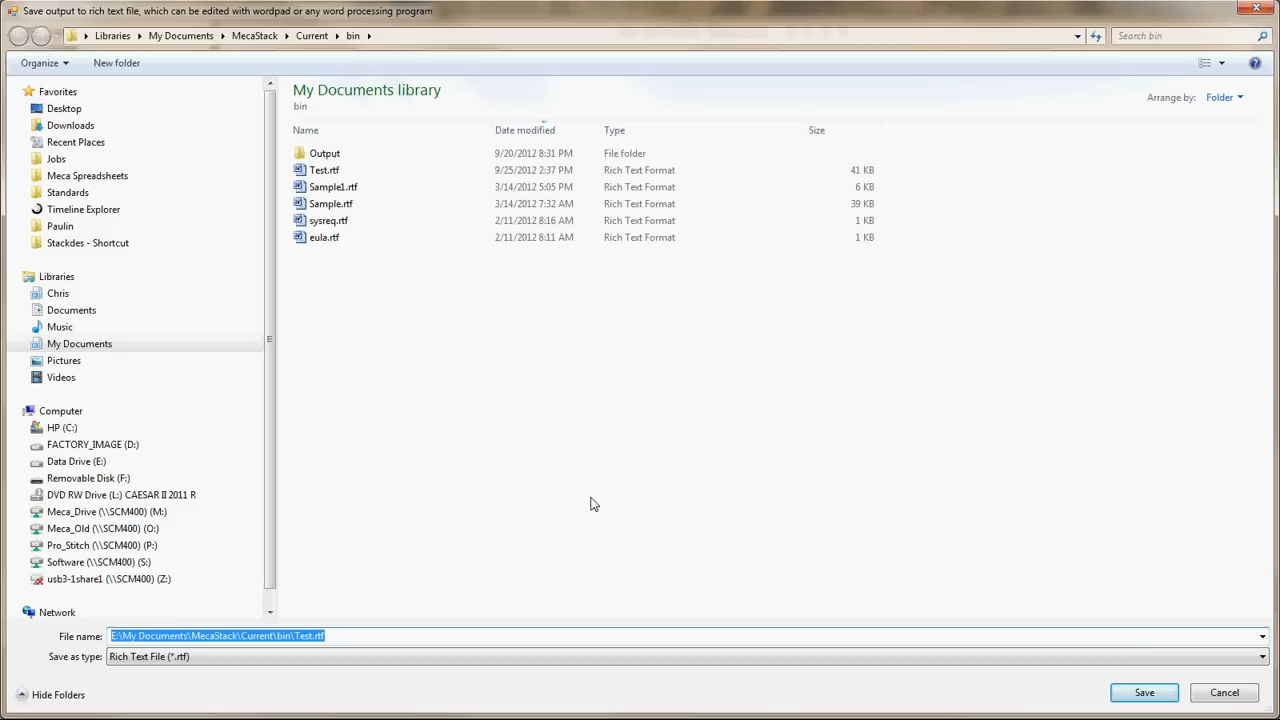 Save output to rich text file, which can be edited with wordpad or any word processing program
Libraries My Documents MecaStack Current bin
Search bin
Organize New folder
Favorites
Desktop
Downloads
Recent Places
Jobs
Meca Spreadsheets
Standards
Timeline Explorer
Paulin
Stackdes - Shortcut
Libraries
Chris
Documents
Music
My Documents
Pictures
Videos
Computer
HP (C:)
FACTORY_IMAGE (D:)
Data Drive (E:)
Removable Disk (F:)
DVD RW Drive (L:) CAESAR II 2011 R
Meca_Drive (\\SCM400) (M:)
Meca_Old (\\SCM400) (O:)
Pro_Stitch (\\SCM400) (P:)
Software (\\SCM400) (S:)
usb3-1share1 (\\SCM400) (Z:)
Network
My Documents library
bin
Arrange by: Folder
Name Date modified Type Size
Output 9/20/2012 8:31 PM File folder
Test.rtf 9/25/2012 2:37 PM Rich Text Format 41 KB
Sample1.rtf 3/14/2012 5:05 PM Rich Text Format 6 KB
Sample.rtf 3/14/2012 7:32 AM Rich Text Format 39 KB
sysreq.rtf 2/11/2012 8:16 AM Rich Text Format 1 KB
eula.rtf 2/11/2012 8:11 AM Rich Text Format 1 KB
File name: E:\My Documents\MecaStack\Current\bin\Test.rtf
Save as type: Rich Text File (*.rtf)
Hide Folders
Save Cancel